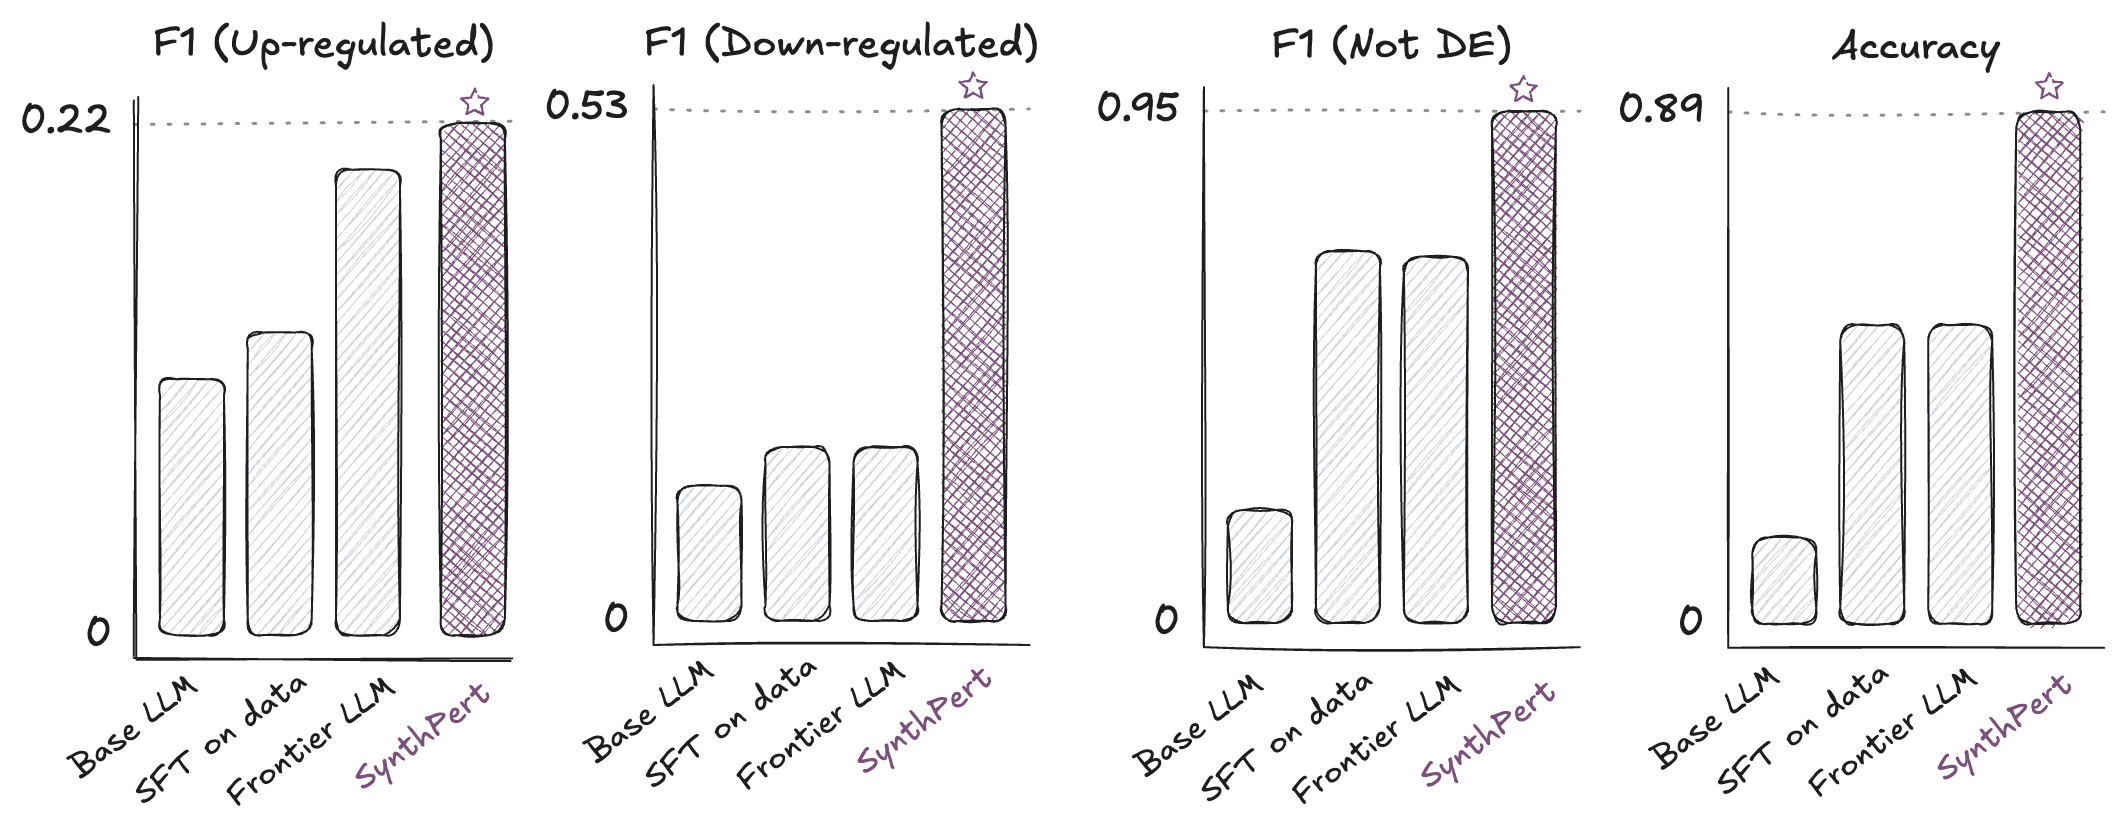 F1 (Up-regulated)
0.22
0
Base LLM
SFT on data
Frontier LLM
SynthPert
F1 (Down-regulated)
0.53
0
Base LLM
SFT on data
Frontier LLM
SynthPert
F1 (Not DE)
0.95
0
Base LLM
SFT on data
Frontier LLM
SynthPert
Accuracy
0.89
0
Base LLM
SFT on data
Frontier LLM
SynthPert